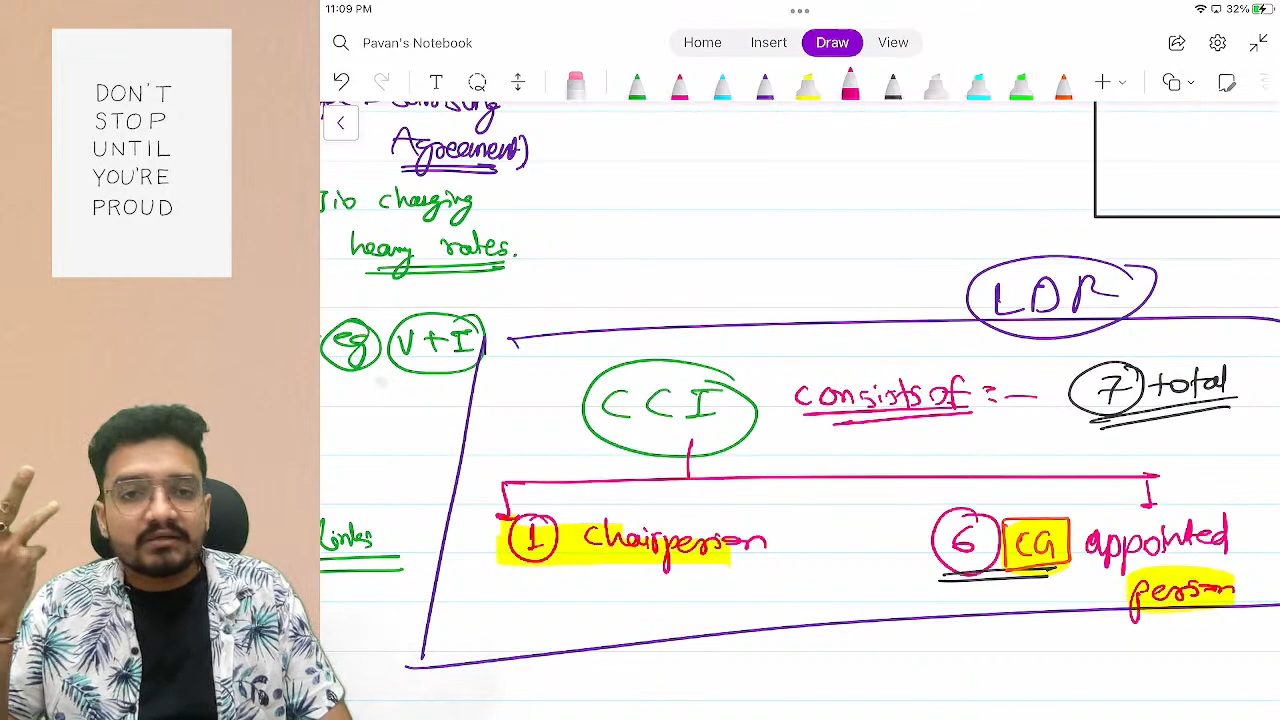 11:09 PM
32%
Pavan's Notebook
Home
Insert
Draw
View
DON'T
STOP
UNTIL
YOU'RE
PROUD
Agreement)
Jio charging
heavy rates.
eg V+I
LDR
CCI
consists of :-
7 total
1 chairperson
6 CG appointed
person
Links